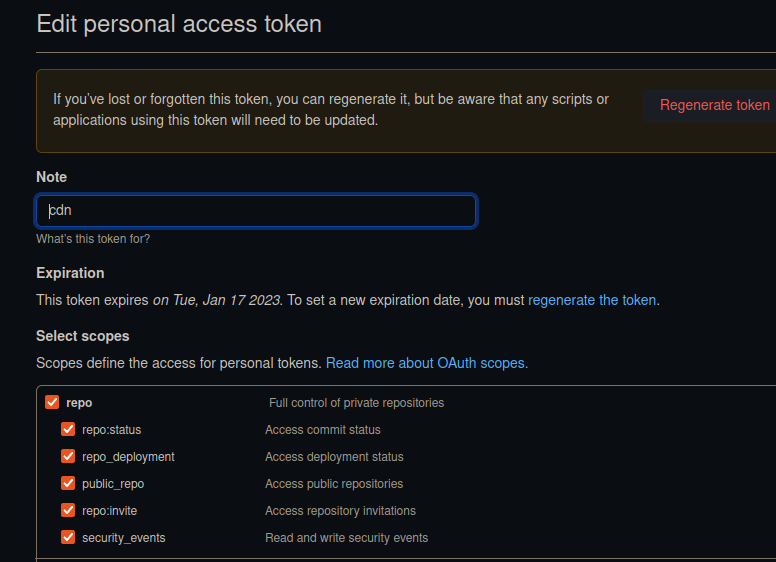 Edit personal access token
If you've lost or forgotten this token, you can regenerate it, but be aware that any scripts or
applications using this token will need to be updated.
Regenerate token
Note
cdn
What's this token for?
Expiration
This token expires on Tue, Jan 17 2023. To set a new expiration date, you must regenerate the token.
Select scopes
Scopes define the access for personal tokens. Read more about OAuth scopes.
repo Full control of private repositories
repo:status Access commit status
repo_deployment Access deployment status
public_repo Access public repositories
repo:invite Access repository invitations
security_events Read and write security events